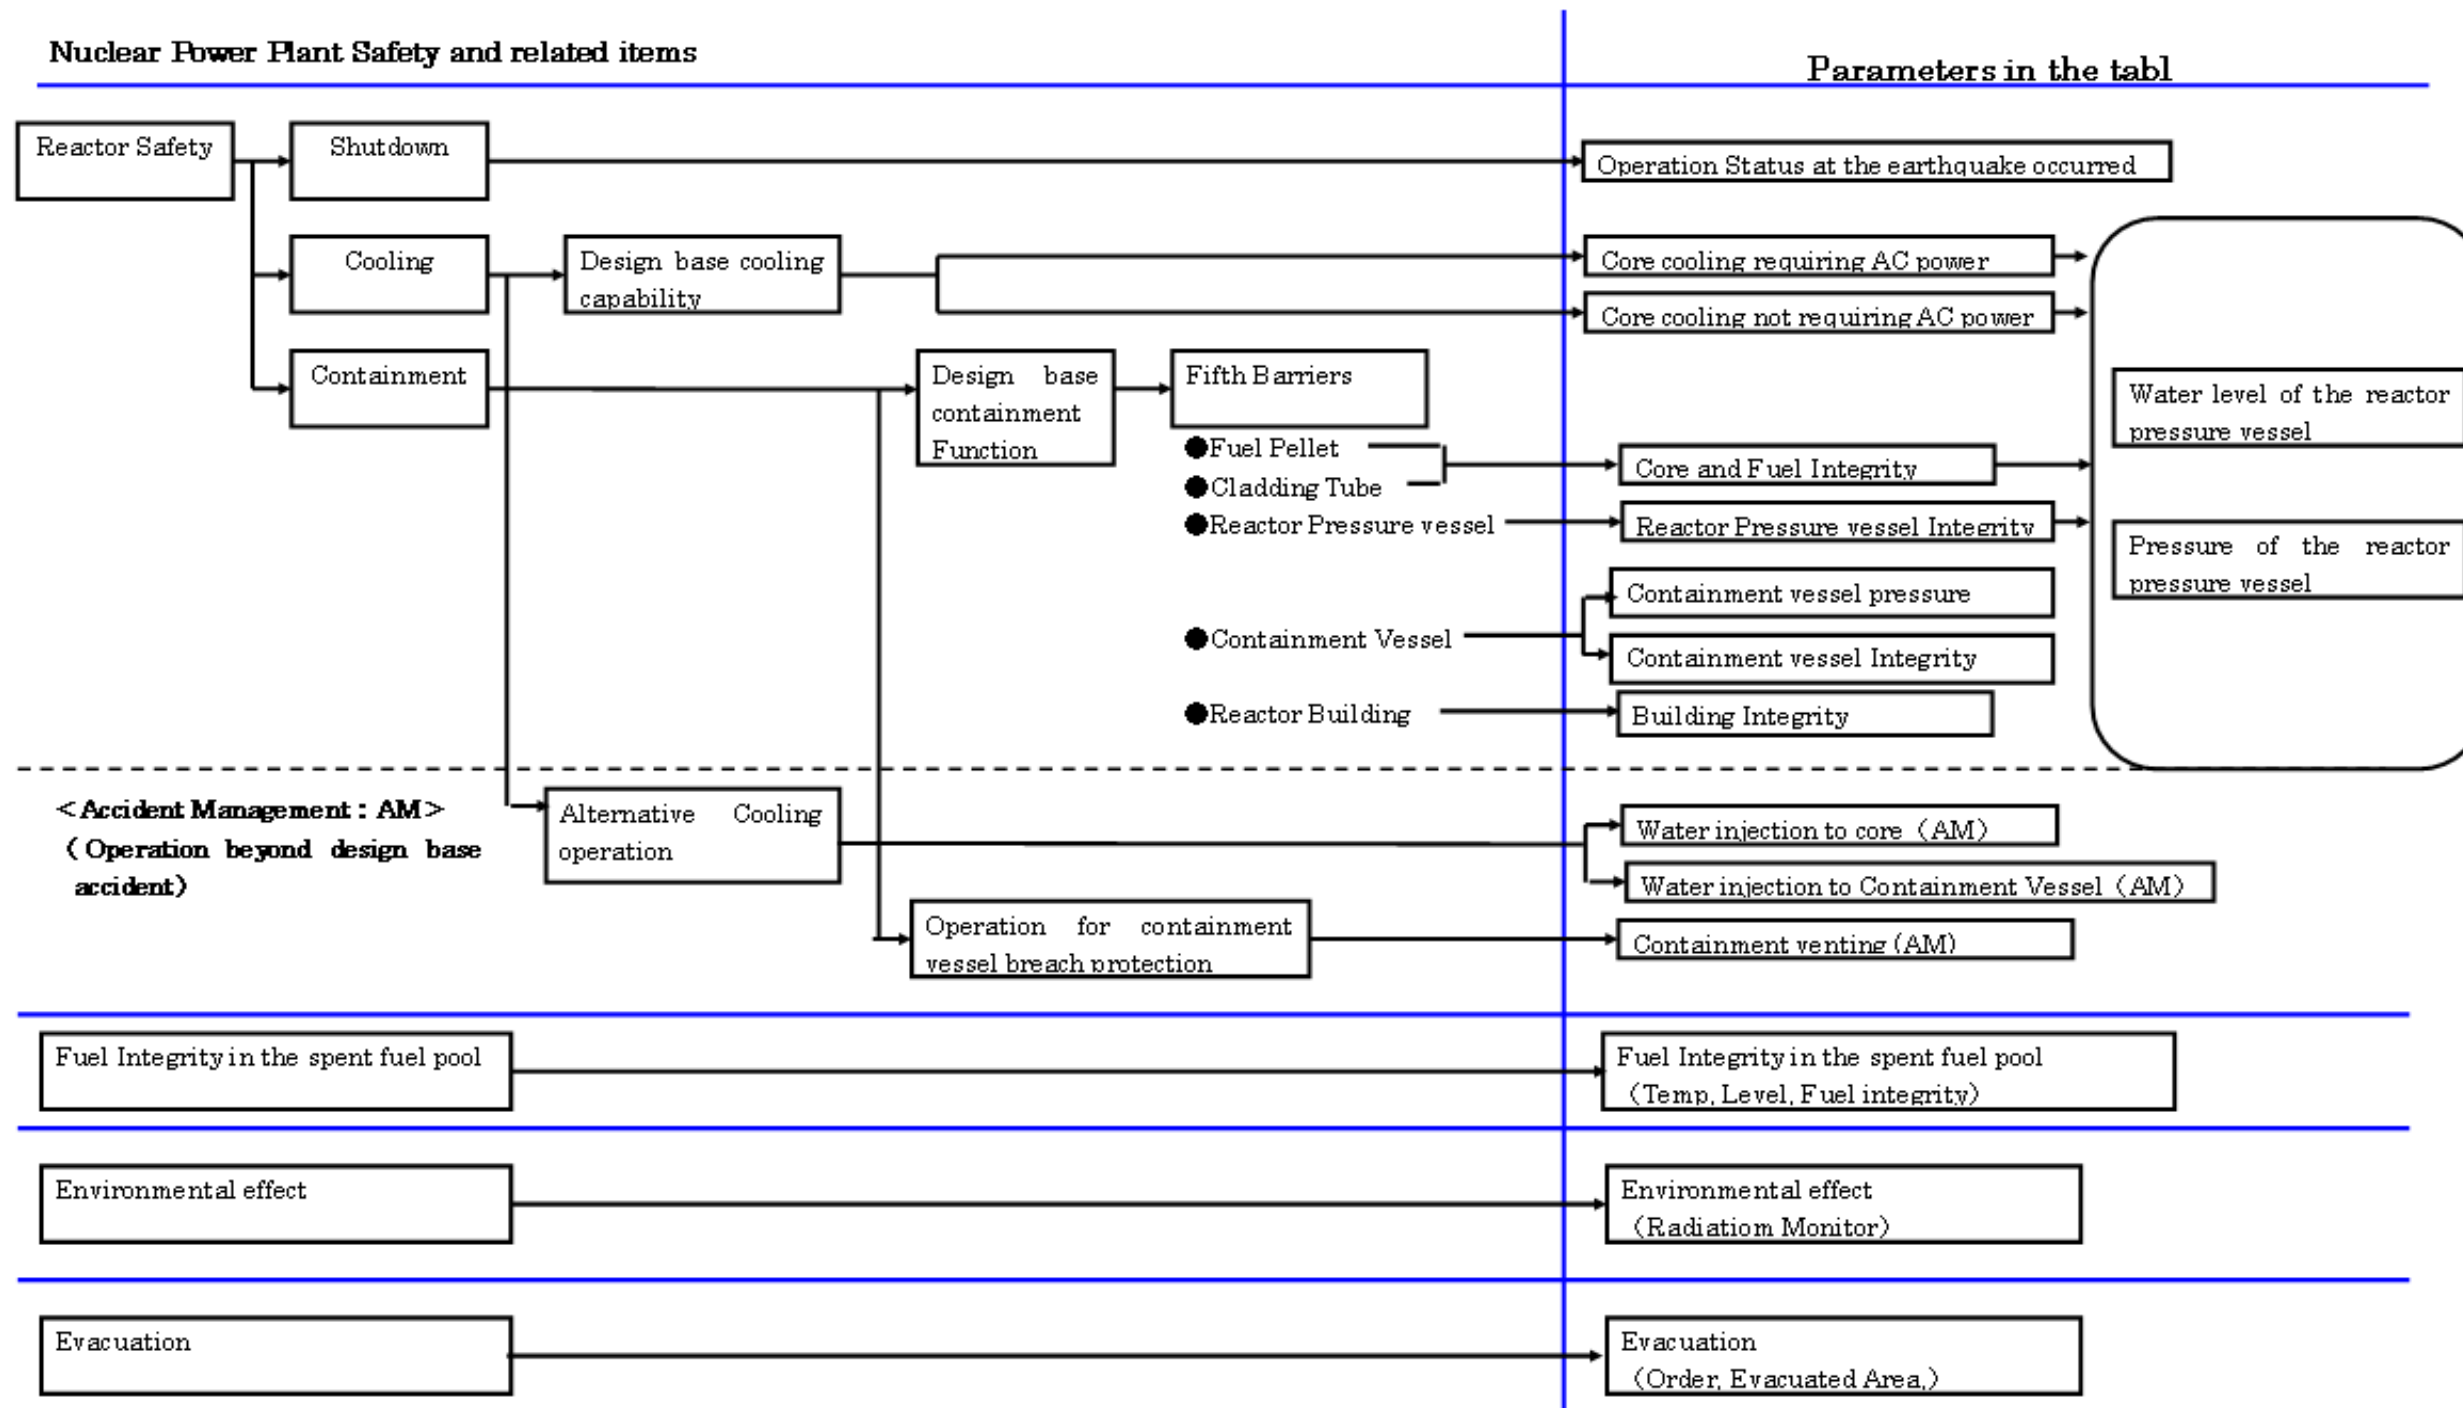 Nuclear Power Plant Safety and related items
Parameters in the tabl
Reactor Safety
Shutdown
Operation Status at the earthquake occurred
Cooling
Design base cooling
capability
Core cooling requiring AC power
Core cooling not requiring AC power
Containment
Design base
containment
Function
Fifth Barriers
●Fuel Pellet
●Cladding Tube
●Reactor Pressure vessel
●Containment Vessel
●Reactor Building
Core and Fuel Integrity
Reactor Pressure vessel Integrity
Containment vessel pressure
Containment vessel Integrity
Building Integrity
Water level of the reactor
pressure vessel
Pressure of the reactor
pressure vessel
<Accident Management：AM>
（Operation beyond design base
accident）
Alternative Cooling
operation
Water injection to core（AM）
Water injection to Containment Vessel（AM）
Operation for containment
vessel breach protection
Containment venting (AM)
Fuel Integrity in the spent fuel pool
Fuel Integrity in the spent fuel pool
（Temp, Level, Fuel integrity）
Environmental effect
Environmental effect
（Radiatiom Monitor）
Evacuation
Evacuation
（Order, Evacuated Area,）